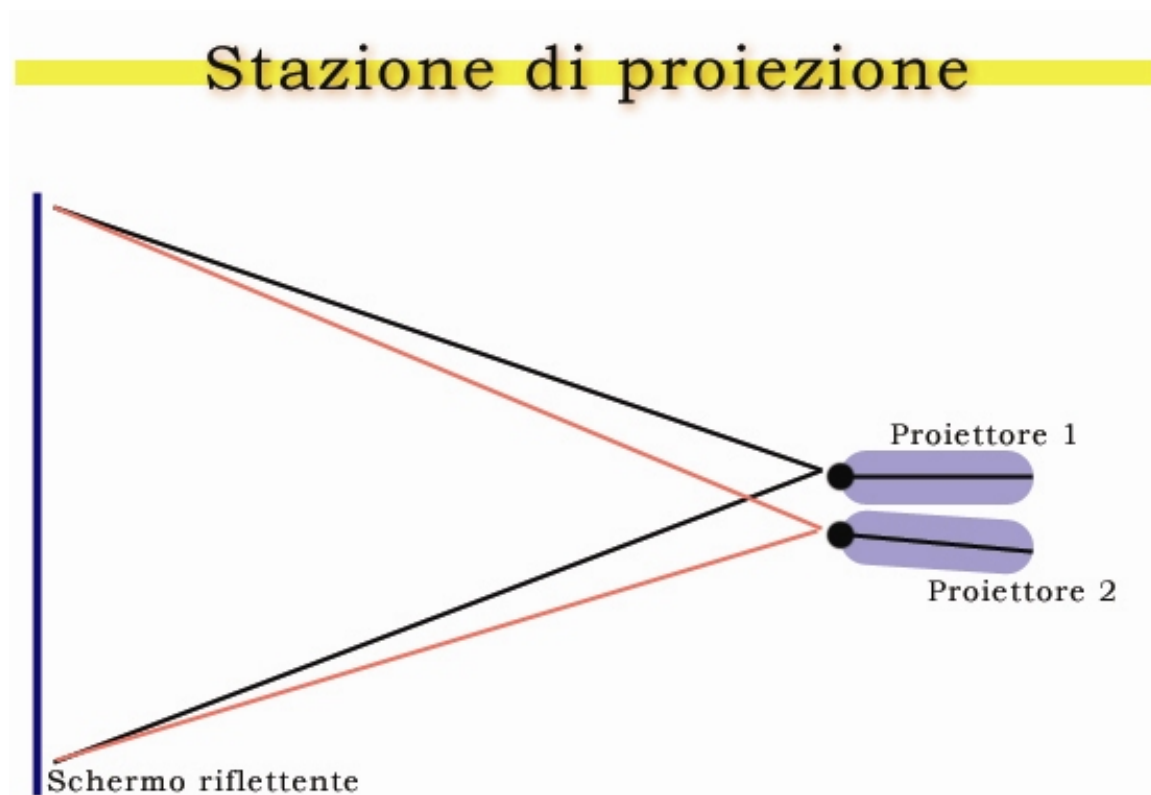 Stazione di proiezione
Proiettore 1
Proiettore 2
Schermo riflettente